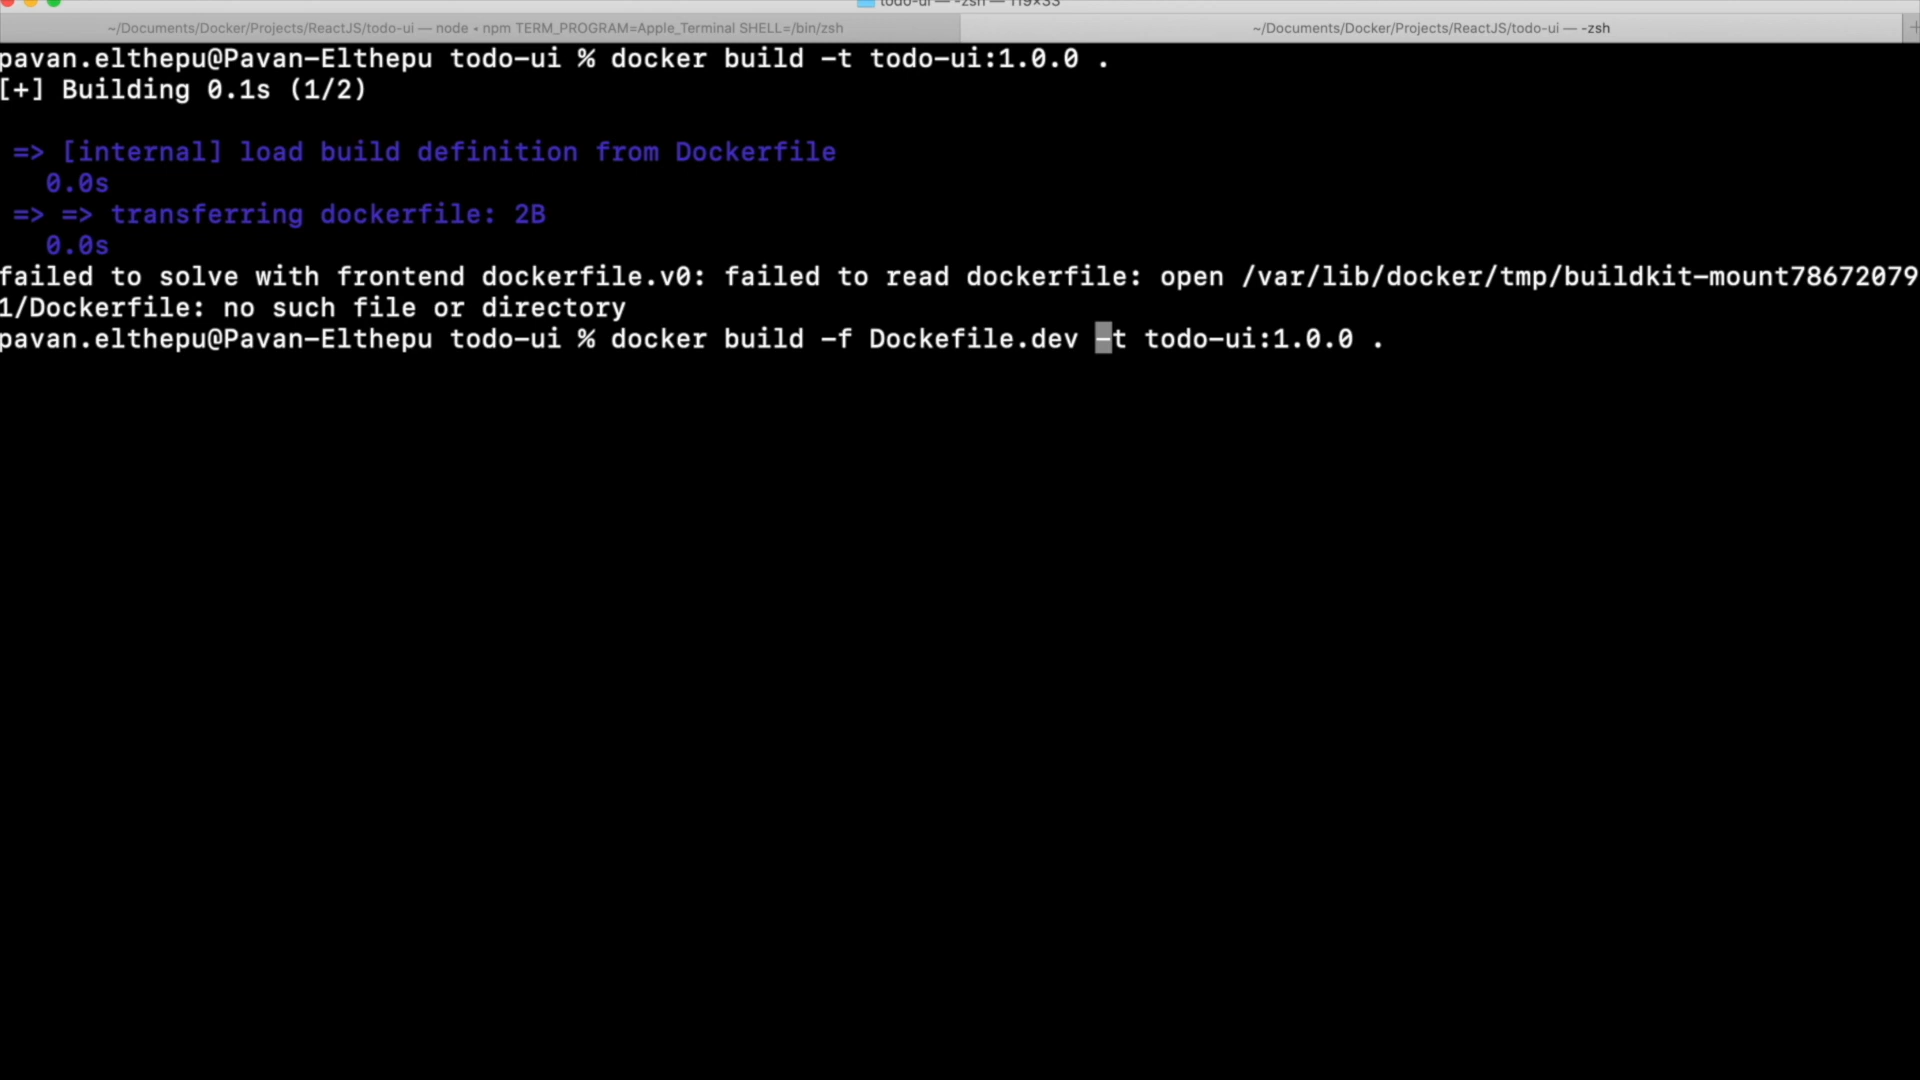 todo-ui — -zsh — 119×33
~/Documents/Docker/Projects/ReactJS/todo-ui — node • npm TERM_PROGRAM=Apple_Terminal SHELL=/bin/zsh
~/Documents/Docker/Projects/ReactJS/todo-ui — -zsh
pavan.elthepu@Pavan-Elthepu todo-ui % docker build -t todo-ui:1.0.0 .
[+] Building 0.1s (1/2)
=> [internal] load build definition from Dockerfile
0.0s
=> => transferring dockerfile: 2B
0.0s
failed to solve with frontend dockerfile.v0: failed to read dockerfile: open /var/lib/docker/tmp/buildkit-mount78672079
1/Dockerfile: no such file or directory
pavan.elthepu@Pavan-Elthepu todo-ui % docker build -f Dockefile.dev -t todo-ui:1.0.0 .